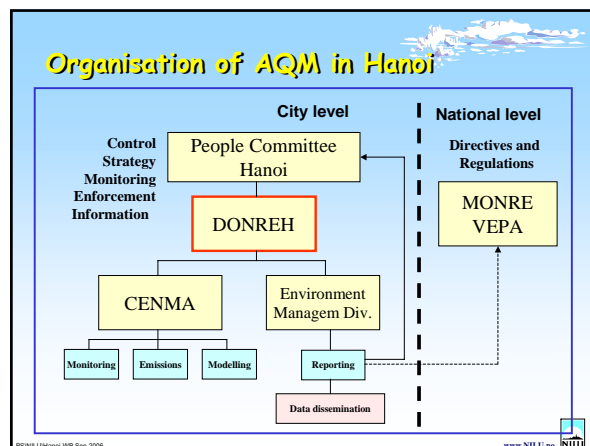 Organisation of AQM in Hanoi
City level
National level
Control
Strategy
Monitoring
Enforcement
Information
People Committee
Hanoi
Directives and
Regulations
MONRE
VEPA
DONREH
CENMA
Environment
Managem Div.
Monitoring
Emissions
Modelling
Reporting
Data dissemination
www.NILU.no
NILU